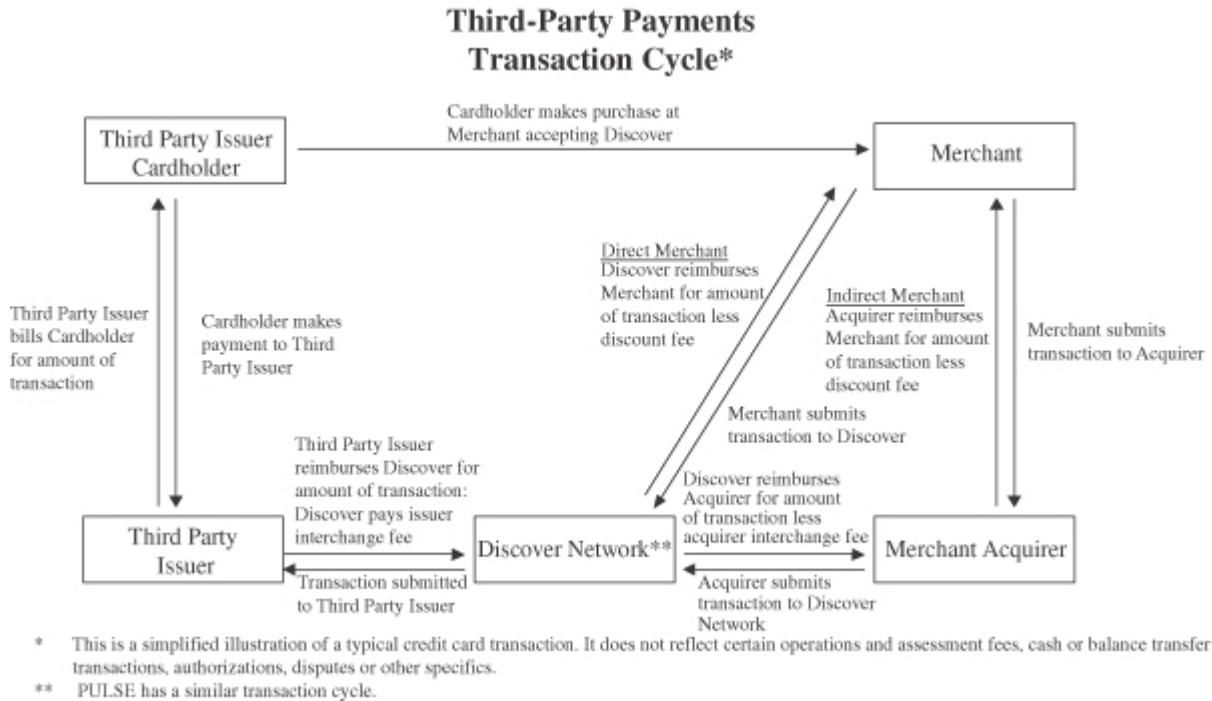 Third-Party Payments
Transaction Cycle*
Cardholder makes purchase at
Merchant accepting Discover
Third Party Issuer
Cardholder
Merchant
Direct Merchant
Discover reimburses
Merchant for amount
of transaction less
discount fee
Indirect Merchant
Acquirer reimburses
Merchant for amount
of transaction less
discount fee
Third Party Issuer
bills Cardholder
for amount of
transaction
Cardholder makes
payment to Third
Party Issuer
Merchant submits
transaction to Acquirer
Merchant submits
transaction to Discover
Third Party Issuer
reimburses Discover for
amount of transaction:
Discover pays issuer
interchange fee
Discover reimburses
Acquirer for amount
of transaction less
acquirer interchange fee
Third Party
Issuer
Discover Network**
Merchant Acquirer
Transaction submitted
to Third Party Issuer
Acquirer submits
transaction to Discover
Network
* This is a simplified illustration of a typical credit card transaction. It does not reflect certain operations and assessment fees, cash or balance transfer
transactions, authorizations, disputes or other specifics.
** PULSE has a similar transaction cycle.